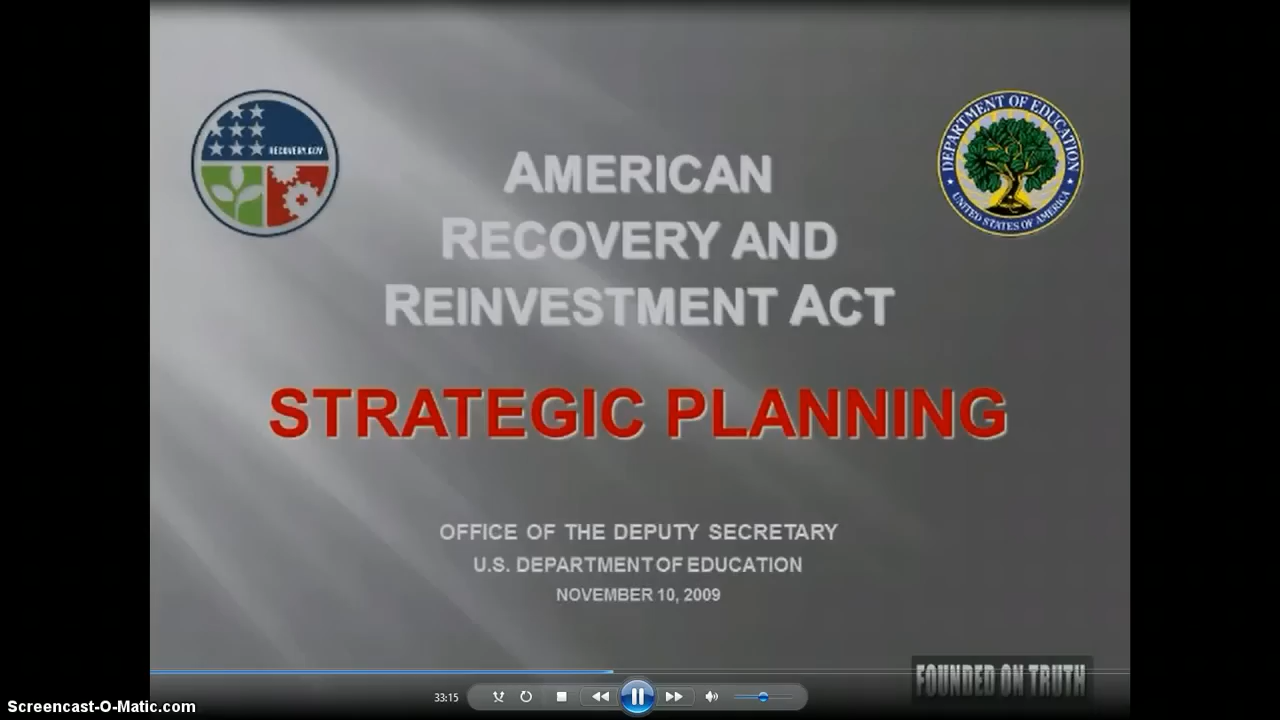 RECOVERY.GOV
DEPARTMENT OF EDUCATION
UNITED STATES OF AMERICA
AMERICAN
RECOVERY AND
REINVESTMENT ACT
STRATEGIC PLANNING
OFFICE OF THE DEPUTY SECRETARY
U.S. DEPARTMENT OF EDUCATION
NOVEMBER 10, 2009
FOUNDED ON TRUTH
33:15
Screencast-O-Matic.com